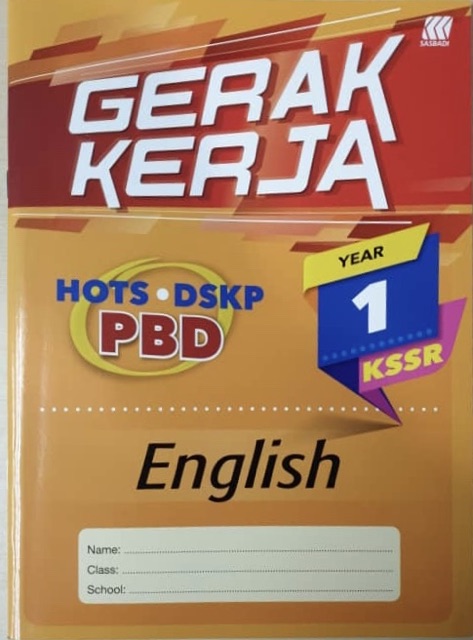 SASBADI
GERAK
KERJA
YEAR
1
KSSR
HOTS • DSKP
PBD
English
Name:
Class:
School: